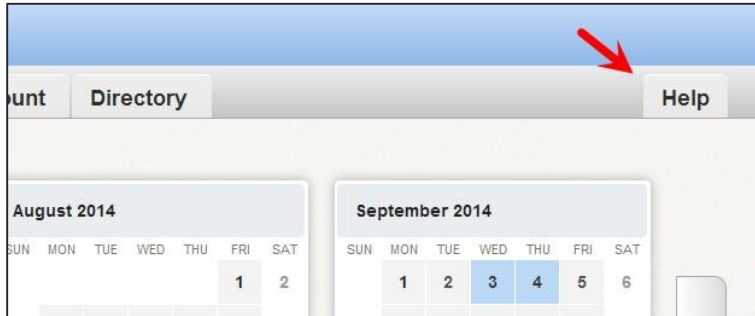 ount Directory Help
August 2014 September 2014
SUN MON TUE WED THU FRI SAT SUN MON TUE WED THU FRI SAT
1 2 1 2 3 4 5 6